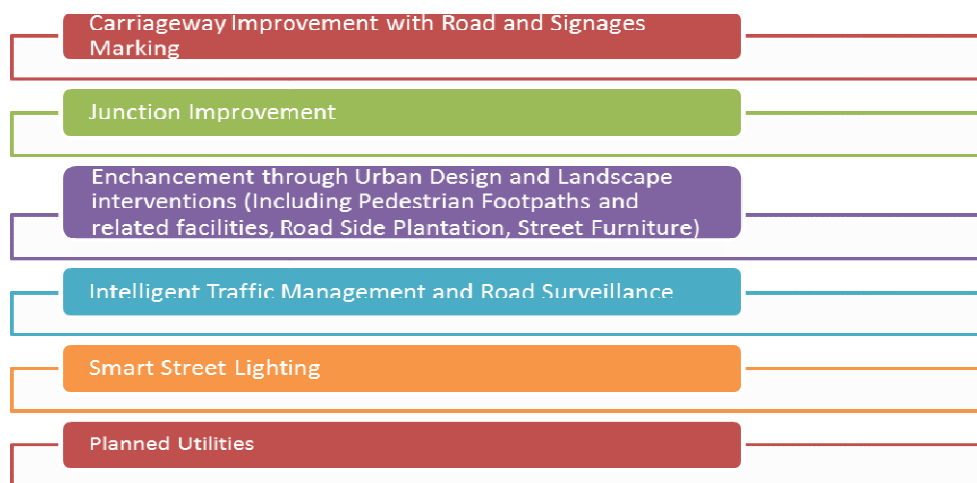 Carriageway Improvement with Road and Signages
Marking
Junction Improvement
Enchancement through Urban Design and Landscape
interventions (Including Pedestrian Footpaths and
related facilities, Road Side Plantation, Street Furniture)
Intelligent Traffic Management and Road Surveillance
Smart Street Lighting
Planned Utilities